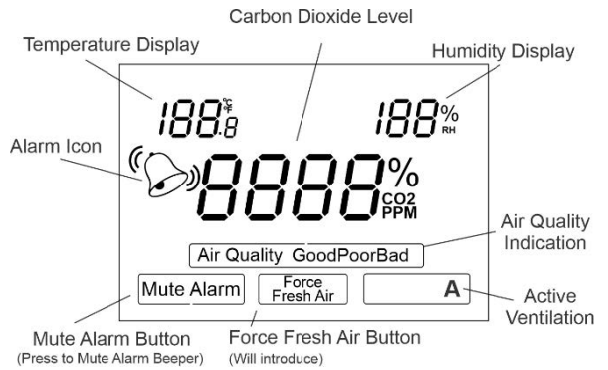 Carbon Dioxide Level
Temperature Display
Humidity Display
188.8 °C °F
188% RH
Alarm Icon
8888% CO2 PPM
Air Quality Indication
Air Quality GoodPoorBad
Mute Alarm
Force Fresh Air
A
Active Ventilation
Mute Alarm Button
(Press to Mute Alarm Beeper)
Force Fresh Air Button
(Will introduce)